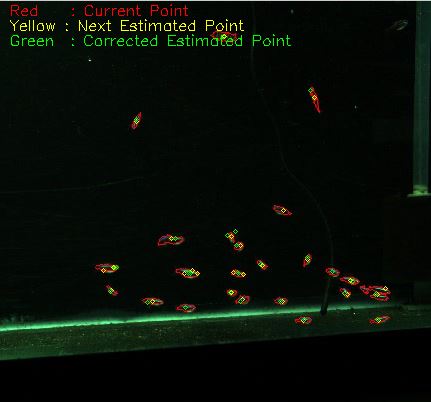 Red : Current Point
Yellow : Next Estimated Point
Green : Corrected Estimated Point